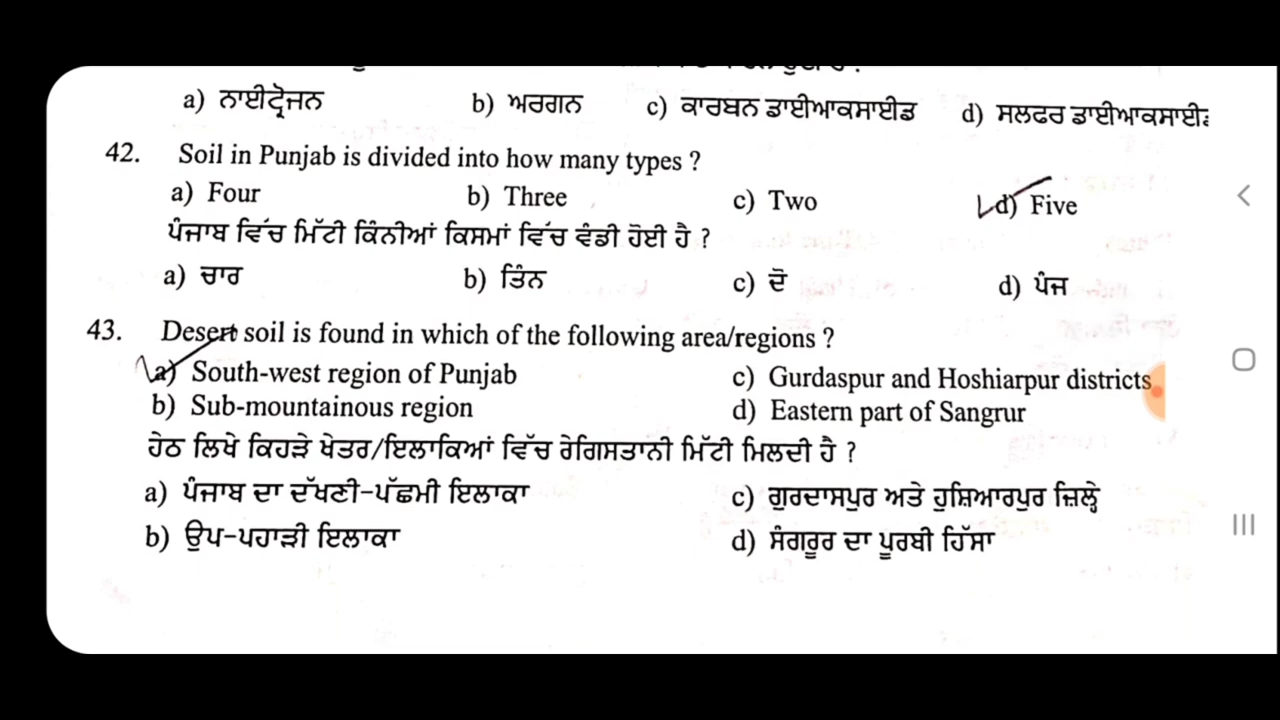 a) ਨਾਈਟ੍ਰੋਜਨ b) ਅਰਗਨ c) ਕਾਰਬਨ ਡਾਈਆਕਸਾਈਡ d) ਸਲਫਰ
42. Soil in Punjab is divided into how many types ?
a) Four b) Three c) Two d) Five
ਪੰਜਾਬ ਵਿੱਚ ਮਿੱਟੀ ਕਿੰਨੀਆਂ ਕਿਸਮਾਂ ਵਿੱਚ ਵੰਡੀ ਹੋਈ ਹੈ ?
a) ਚਾਰ b) ਤਿੰਨ c) ਦੋ d) ਪੰਜ
43. Desert soil is found in which of the following area/regions ?
a) South-west region of Punjab c) Gurdaspur and Hoshiarpur districts
b) Sub-mountainous region d) Eastern part of Sangrur
ਹੇਠ ਲਿਖੇ ਕਿਹੜੇ ਖੇਤਰ/ਇਲਾਕਿਆਂ ਵਿੱਚ ਰੇਗਿਸਤਾਨੀ ਮਿੱਟੀ ਮਿਲਦੀ ਹੈ ?
a) ਪੰਜਾਬ ਦਾ ਦੱਖਣੀ-ਪੱਛਮੀ ਇਲਾਕਾ c) ਗੁਰਦਾਸਪੁਰ ਅਤੇ ਹੁਸ਼ਿਆਰਪੁਰ ਜ਼ਿਲ੍ਹੇ
b) ਉਪ-ਪਹਾੜੀ ਇਲਾਕਾ d) ਸੰਗਰੂਰ ਦਾ ਪੂਰਬੀ ਹਿੱਸਾ